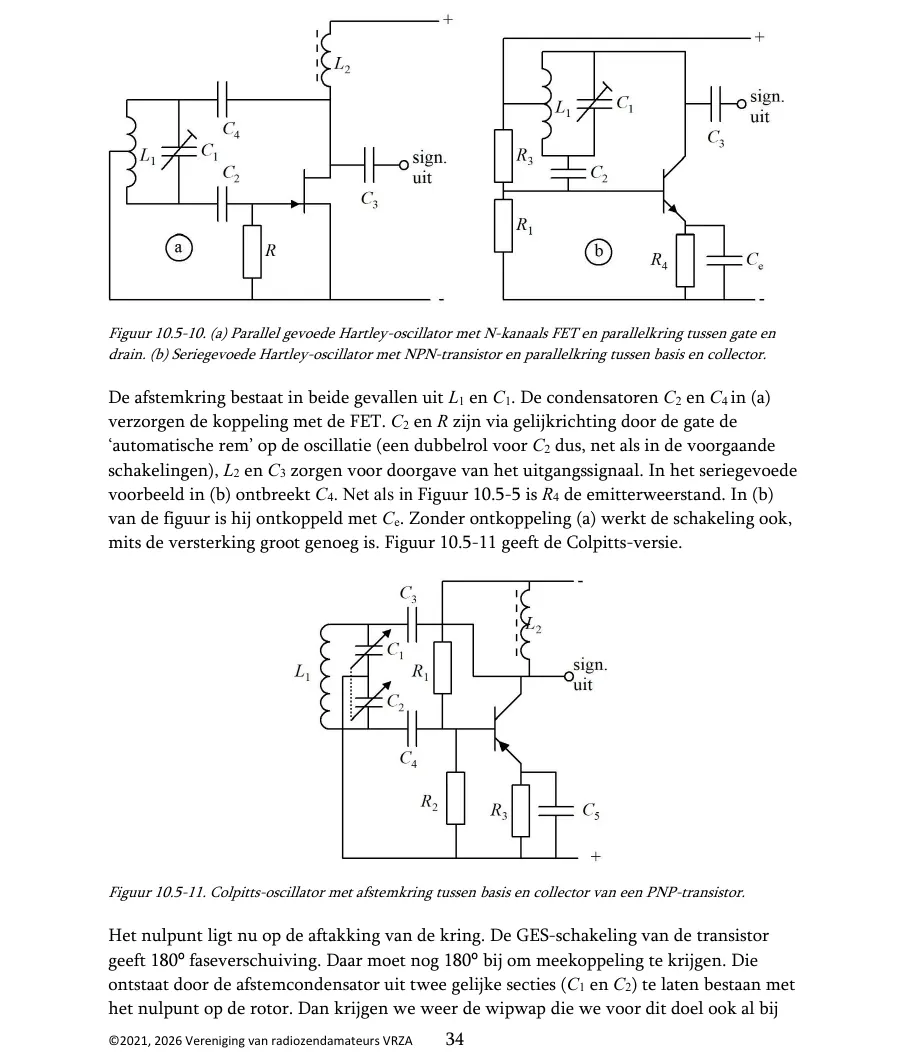 +
L2
C4
L1
C1
C2
sign.
uit
C3
a
R
-
+
L1
C1
sign.
uit
C3
R3
C2
R1
b
R4
Ce
-
Figuur 10.5-10. (a) Parallel gevoede Hartley-oscillator met N-kanaals FET en parallelkring tussen gate en
drain. (b) Seriegevoede Hartley-oscillator met NPN-transistor en parallelkring tussen basis en collector.
De afstemkring bestaat in beide gevallen uit L1 en C1. De condensatoren C2 en C4 in (a)
verzorgen de koppeling met de FET. C2 en R zijn via gelijkrichting door de gate de
‘automatische rem’ op de oscillatie (een dubbelrol voor C2 dus, net als in de voorgaande
schakelingen), L2 en C3 zorgen voor doorgave van het uitgangssignaal. In het seriegevoede
voorbeeld in (b) ontbreekt C4. Net als in Figuur 10.5-5 is R4 de emitterweerstand. In (b)
van de figuur is hij ontkoppeld met Ce. Zonder ontkoppeling (a) werkt de schakeling ook,
mits de versterking groot genoeg is. Figuur 10.5-11 geeft de Colpitts-versie.
-
C3
L2
L1
C1
R1
sign.
uit
C2
C4
R2
R3
C5
+
Figuur 10.5-11. Colpitts-oscillator met afstemkring tussen basis en collector van een PNP-transistor.
Het nulpunt ligt nu op de aftakking van de kring. De GES-schakeling van de transistor
geeft 180º faseverschuiving. Daar moet nog 180º bij om meekoppeling te krijgen. Die
ontstaat door de afstemcondensator uit twee gelijke secties (C1 en C2) te laten bestaan met
het nulpunt op de rotor. Dan krijgen we weer de wipwap die we voor dit doel ook al bij
©2021, 2026 Vereniging van radiozendamateurs VRZA 34